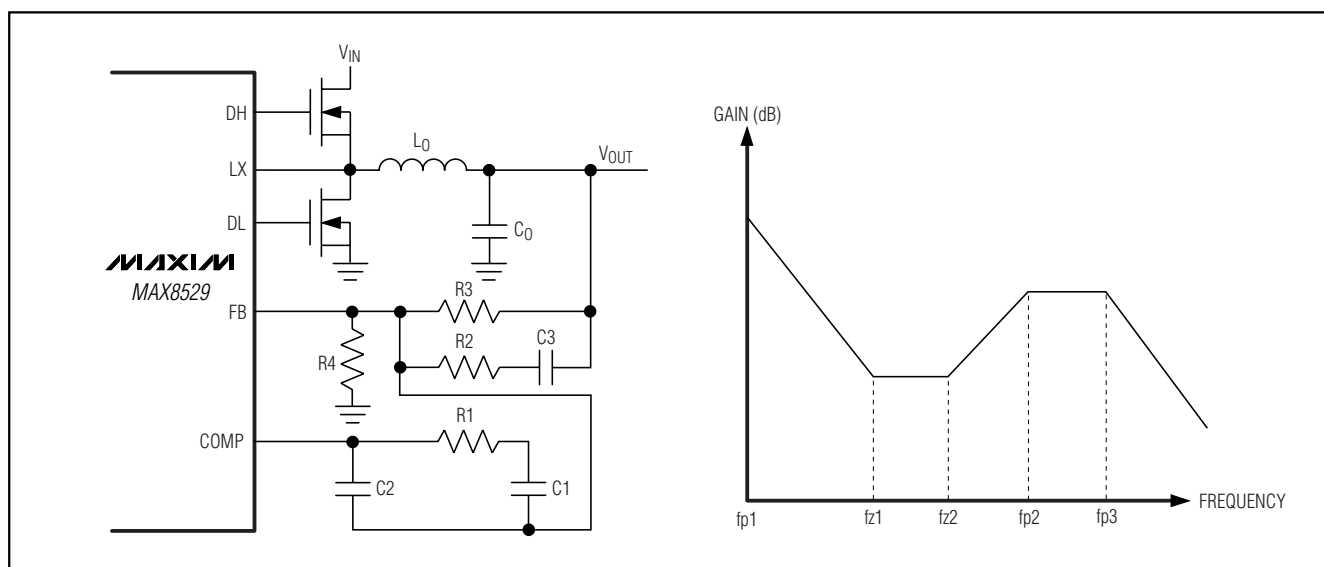 V_IN
DH
L_O
V_OUT
LX
C_O
DL
MAXIM
MAX8529
FB
R3
R2
C3
R4
R1
COMP
C2
C1
GAIN (dB)
FREQUENCY
fp1
fz1
fz2
fp2
fp3